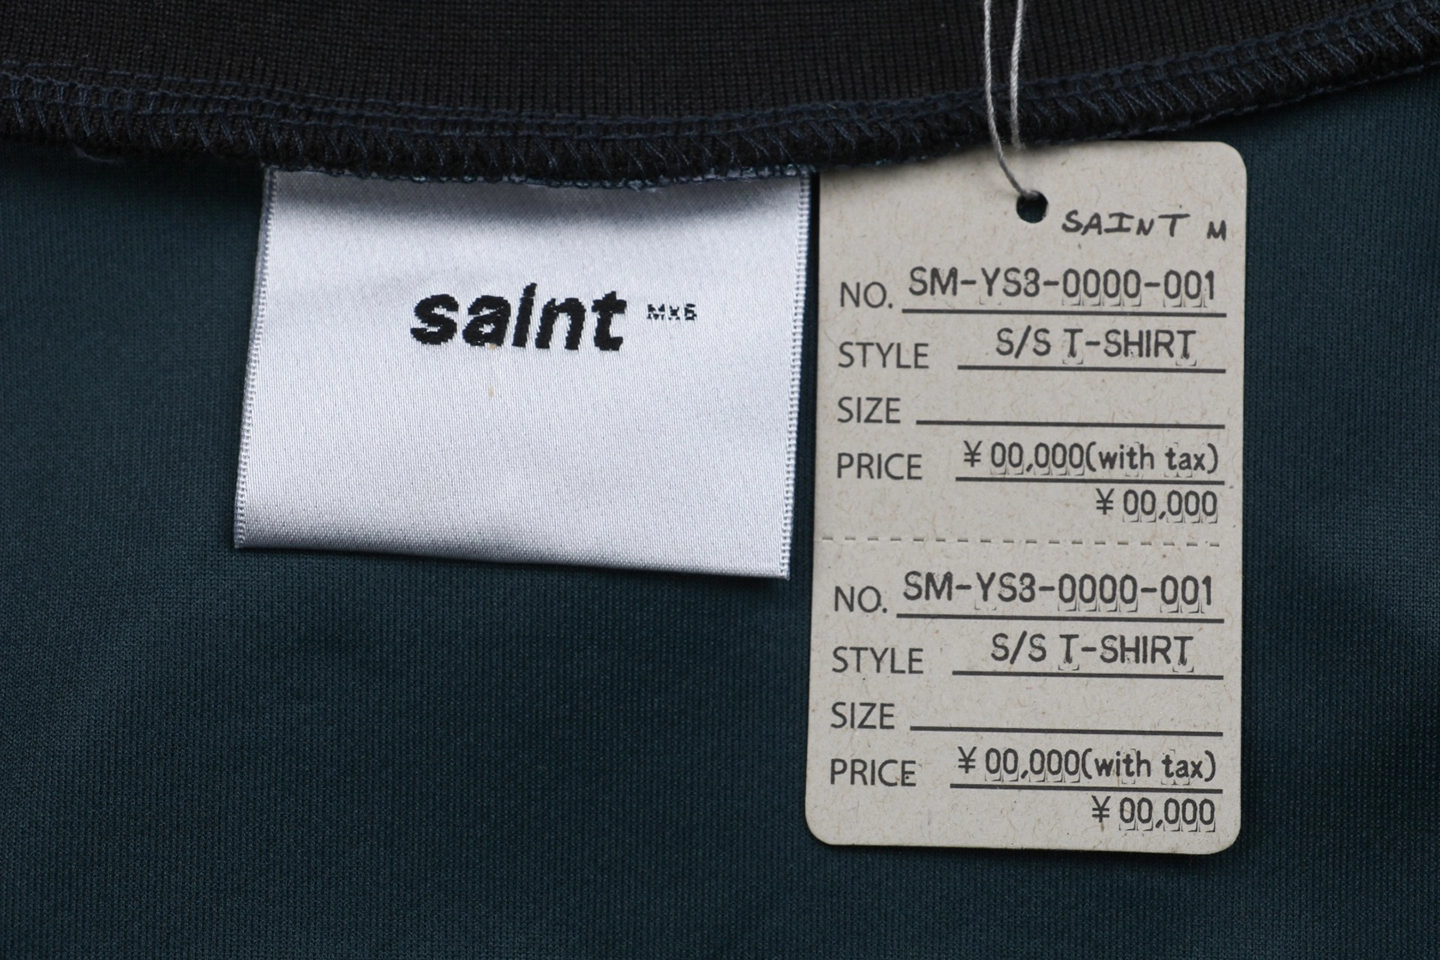 saint Mx6
SAINT M
NO. SM-YS3-0000-001
STYLE S/S T-SHIRT
SIZE
PRICE ¥00,000(with tax)
¥00,000
NO. SM-YS3-0000-001
STYLE S/S T-SHIRT
SIZE
PRICE ¥00,000(with tax)
¥00,000